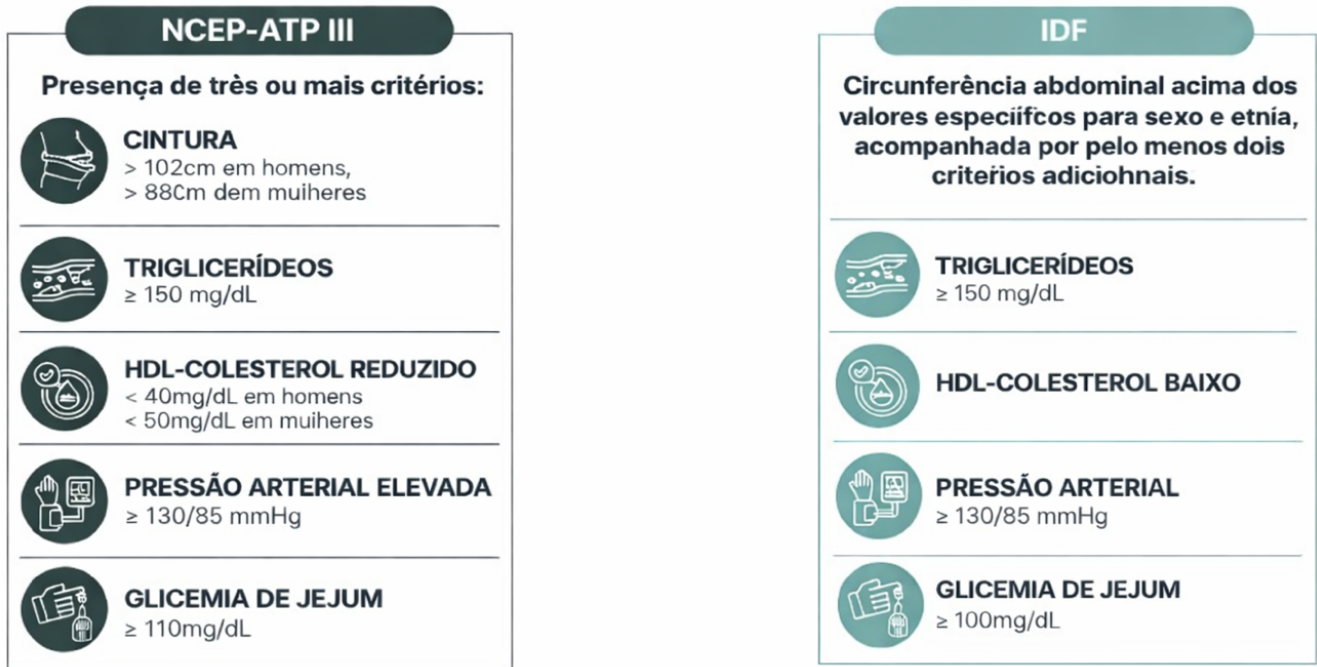 NCEP-ATP III
Presença de très ou mais critérios:
CINTURA
> 102cm em homens,
> 88Cm dem muiheres
TRIGLICERÍDEOS
≥ 150 mg/dL
HDL-COLESTEROL REDUZIDO
< 40mg/dL em homens
< 50mg/dL em muiheres
PRESSÃO ARTERIAL ELEVADA
≥ 130/85 mmHg
GLICEMIA DE JEJUM
≥ 110mg/dL
IDF
Circunferência abdominal acima dos
valores especiífcos para sexo e etnía,
acompanhada por pelo menos dois
criteŕios adiciohnais.
TRIGLICERÍDEOS
≥ 150 mg/dL
HDL-COLESTEROL BAIXO
PRESSÃO ARTERIAL
≥ 130/85 mmHg
GLICEMIA DE JEJUM
≥ 100mg/dL